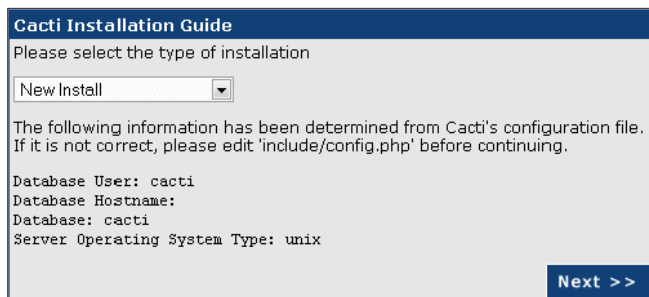 Cacti Installation Guide
Please select the type of installation
New Install
The following information has been determined from Cacti's configuration file.
If it is not correct, please edit 'include/config.php' before continuing.
Database User: cacti
Database Hostname:
Database: cacti
Server Operating System Type: unix
Next >>